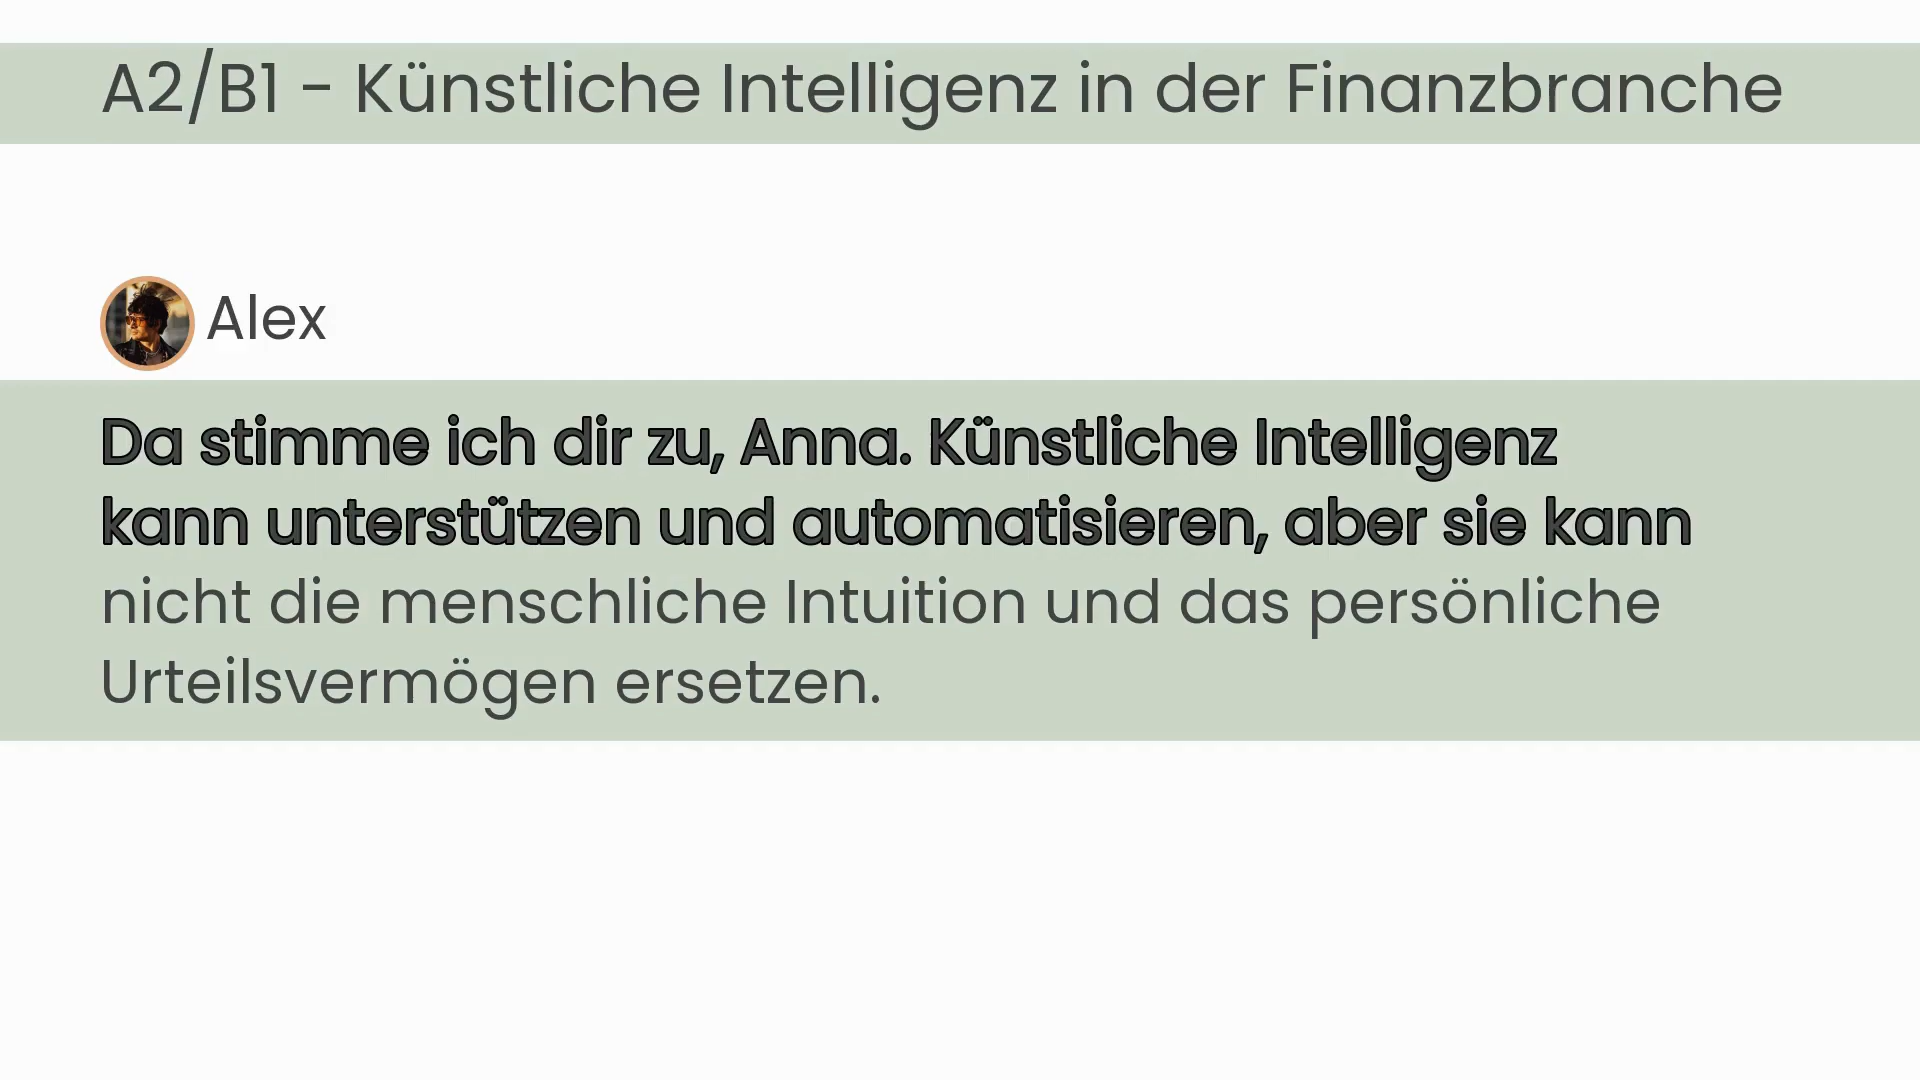 A2/B1 - Künstliche Intelligenz in der Finanzbranche
Alex
Da stimme ich dir zu, Anna. Künstliche Intelligenz
kann unterstützen und automatisieren, aber sie kann
nicht die menschliche Intuition und das persönliche
Urteilsvermögen ersetzen.